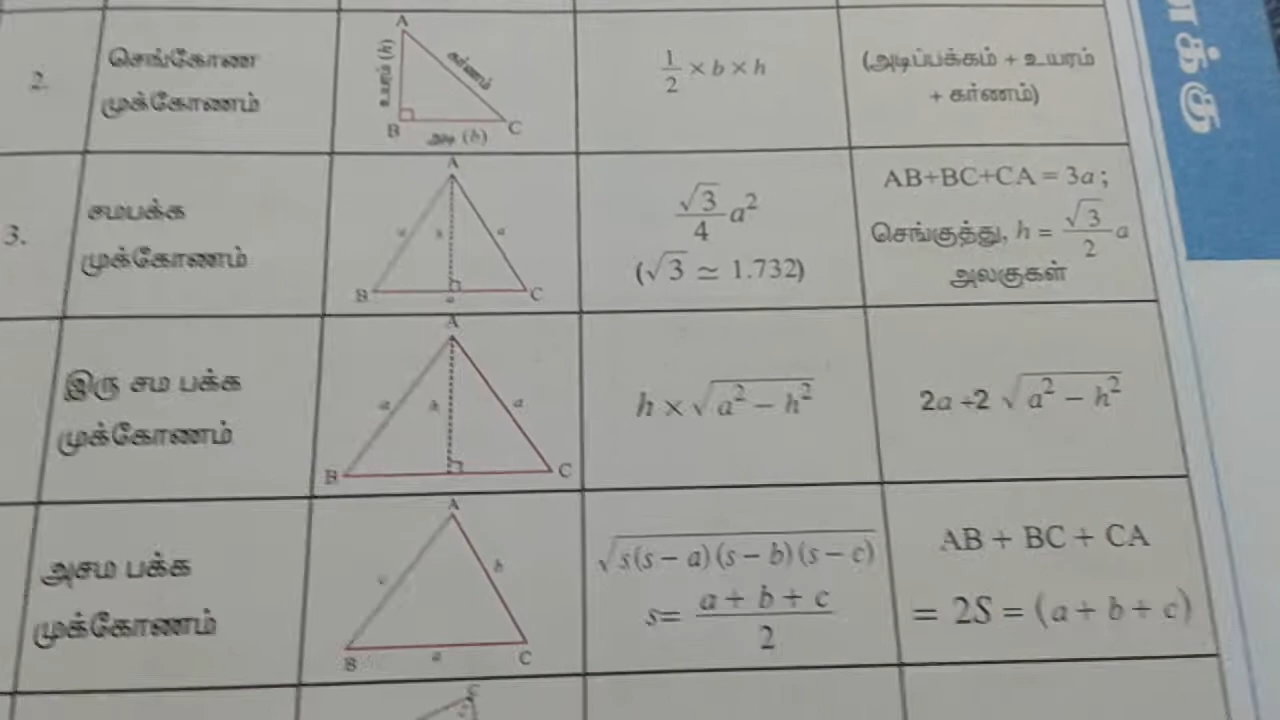 2.
செங்கோண
முக்கோணம்
A
உயரம் (h)
கர்ணம்
B
C
அடி (b)
1/2 × b × h
(அடிப்பக்கம் + உயரம்
+ கர்ணம்)
3.
சமபக்க
முக்கோணம்
A
a
h
a
B
a
C
√3/4 a²
(√3 ≃ 1.732)
AB+BC+CA = 3a ;
செங்குத்து, h = √3/2 a
அலகுகள்
இரு சம பக்க
முக்கோணம்
A
a
h
a
B
C
h × √(a² − h²)
2a +2 √(a² − h²)
அசம பக்க
முக்கோணம்
A
c
b
B
a
C
√s(s − a)(s − b)(s − c)
s= a + b + c / 2
AB + BC + CA
= 2S = (a + b + c)